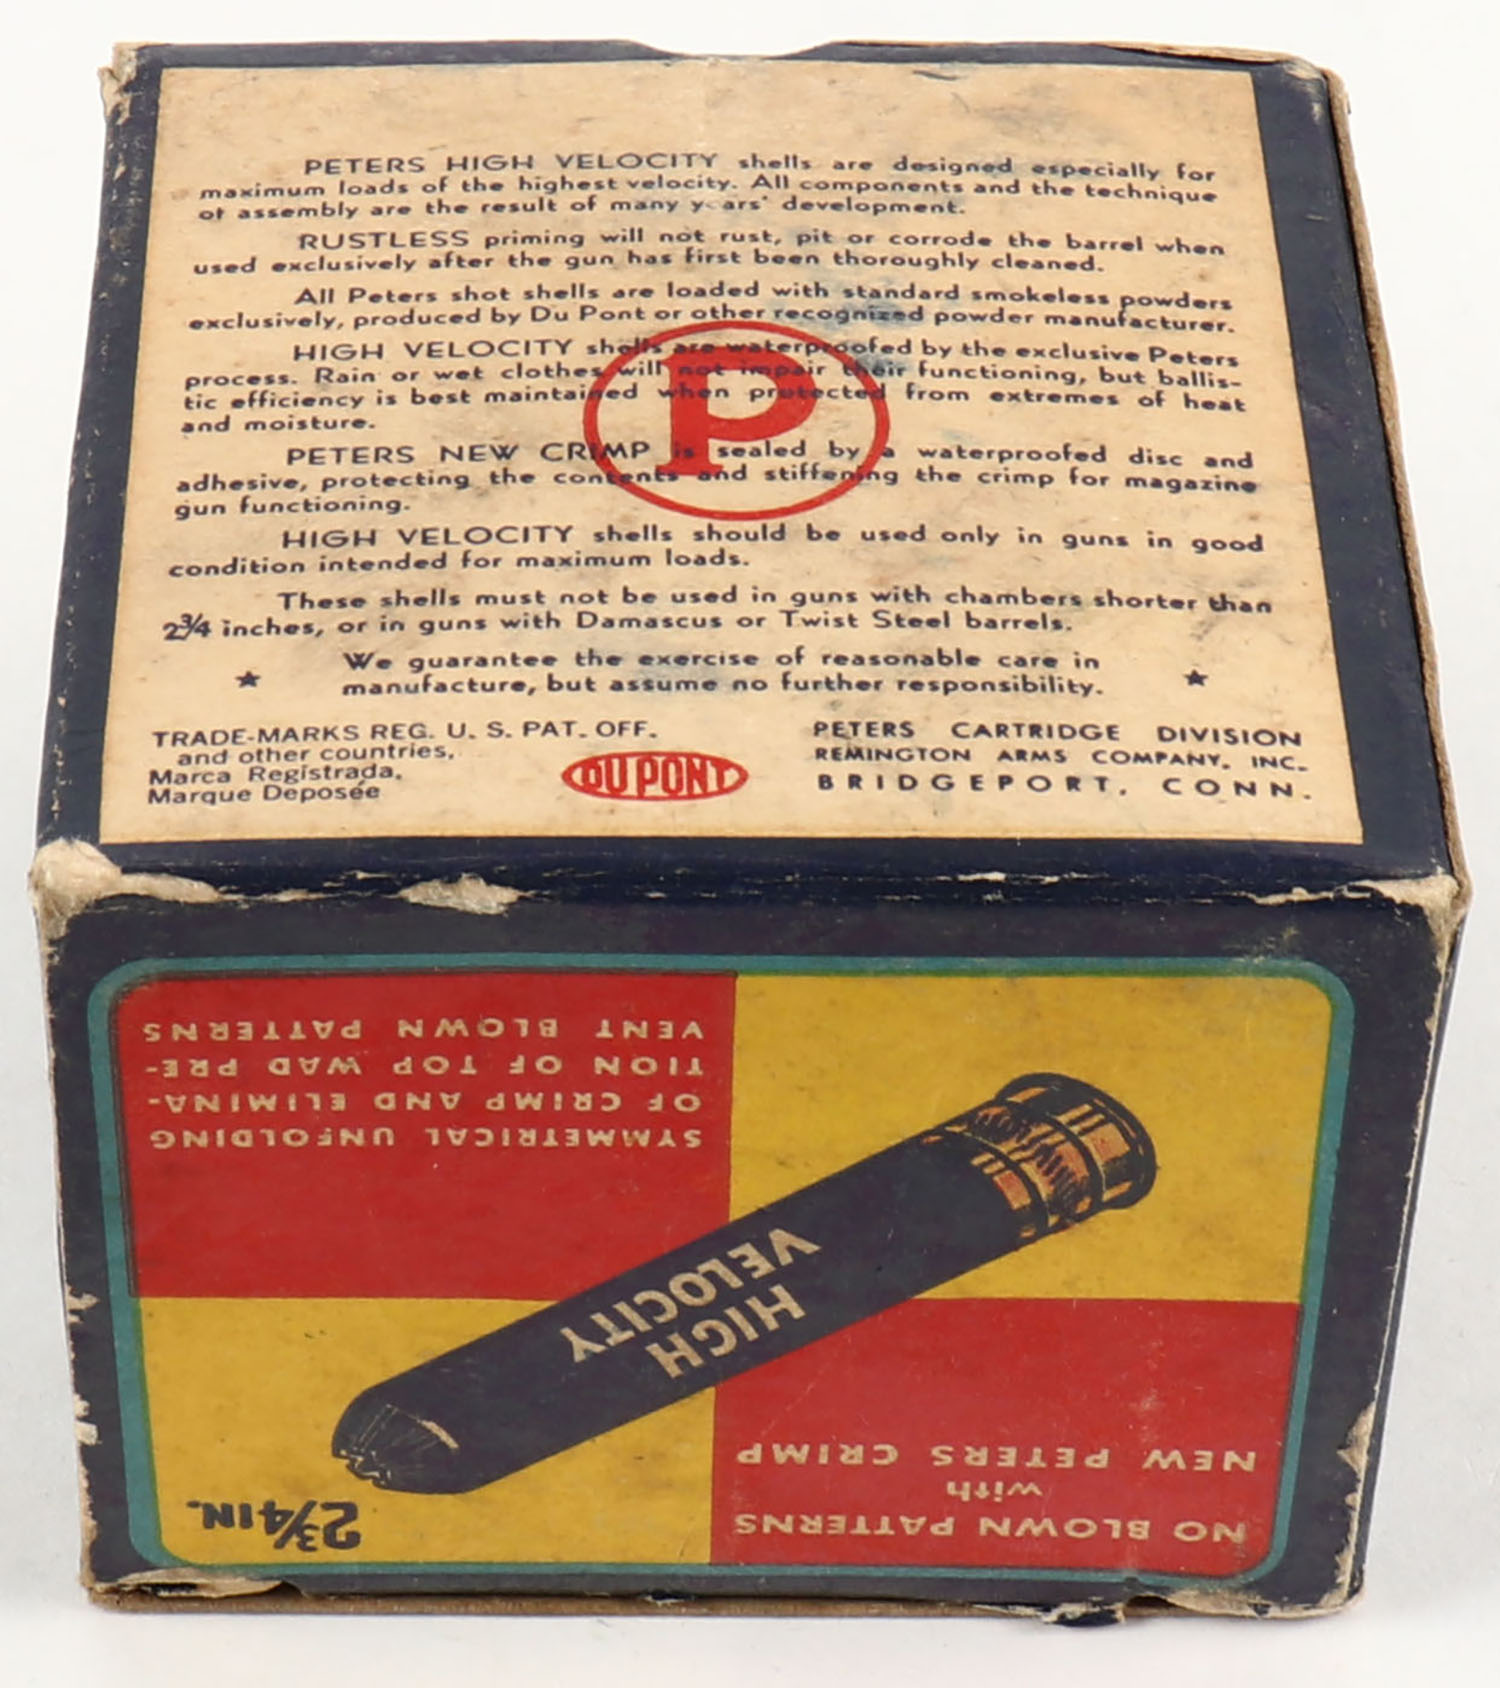 PETERS HIGH VELOCITY shells are designed especially for
maximum loads of the highest velocity. All components and the technique
of assembly are the result of many years' development.
RUSTLESS priming will not rust, pit or corrode the barrel when
used exclusively after the gun has first been thoroughly cleaned.
All Peters shot shells are loaded with standard smokeless powders
exclusively, produced by Du Pont or other recognized powder manufacturer.
HIGH VELOCITY shells are waterproofed by the exclusive Peters
process. Rain or wet clothes will not impair their functioning, but ballis-
tic efficiency is best maintained when protected from extremes of heat
and moisture.
P
PETERS NEW CRIMP is sealed by a waterproofed disc and
adhesive, protecting the contents and stiffening the crimp for magazine
gun functioning.
HIGH VELOCITY shells should be used only in guns in good
condition intended for maximum loads.
These shells must not be used in guns with chambers shorter than
2¾ inches, or in guns with Damascus or Twist Steel barrels.
We guarantee the exercise of reasonable care in
manufacture, but assume no further responsibility.
TRADE-MARKS REG. U. S. PAT. OFF.
and other countries,
Marca Registrada,
Marque Deposée
DU PONT
PETERS CARTRIDGE DIVISION
REMINGTON ARMS COMPANY, INC.
BRIDGEPORT, CONN.
NO BLOWN PATTERNS
with
NEW PETERS CRIMP
2¾ IN.
HIGH
VELOCITY
SYMMETRICAL UNFOLDING
OF CRIMP AND ELIMINA-
TION OF TOP WAD PRE-
VENT BLOWN PATTERNS